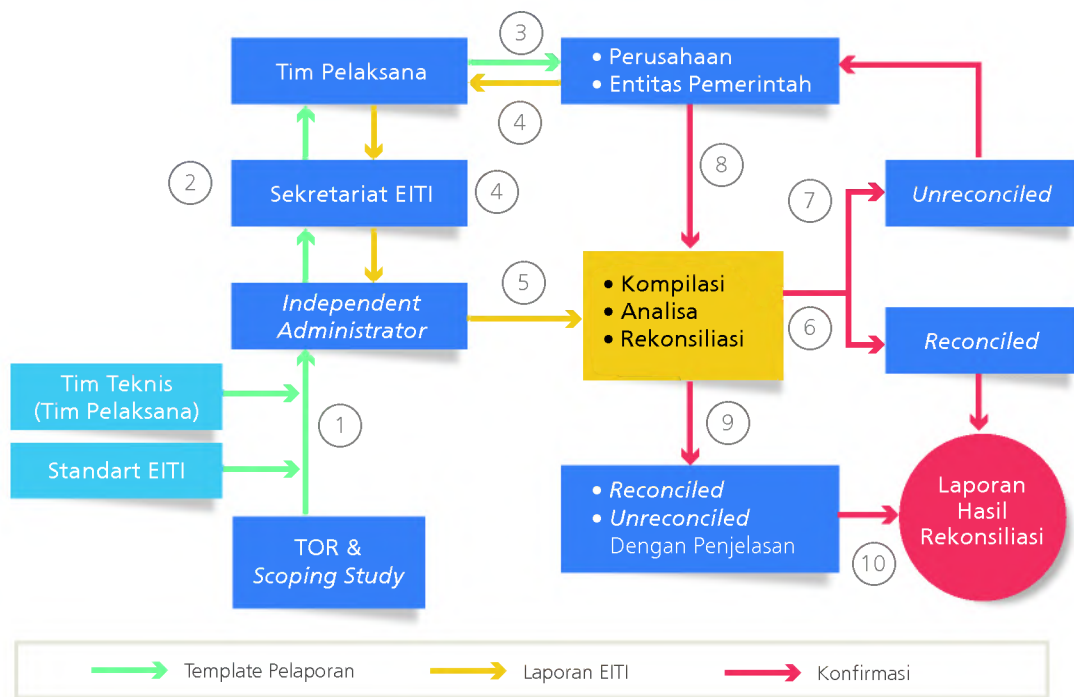 3
Tim Pelaksana
• Perusahaan
• Entitas Pemerintah
4
8
2
Sekretariat EITI
4
7
Unreconciled
5
• Kompilasi
• Analisa
• Rekonsiliasi
Independent
Administrator
6
Reconciled
Tim Teknis
(Tim Pelaksana)
1
9
Standart EITI
• Reconciled
• Unreconciled
Dengan Penjelasan
Laporan
Hasil
Rekonsiliasi
TOR &
Scoping Study
10
Template Pelaporan
Laporan EITI
Konfirmasi